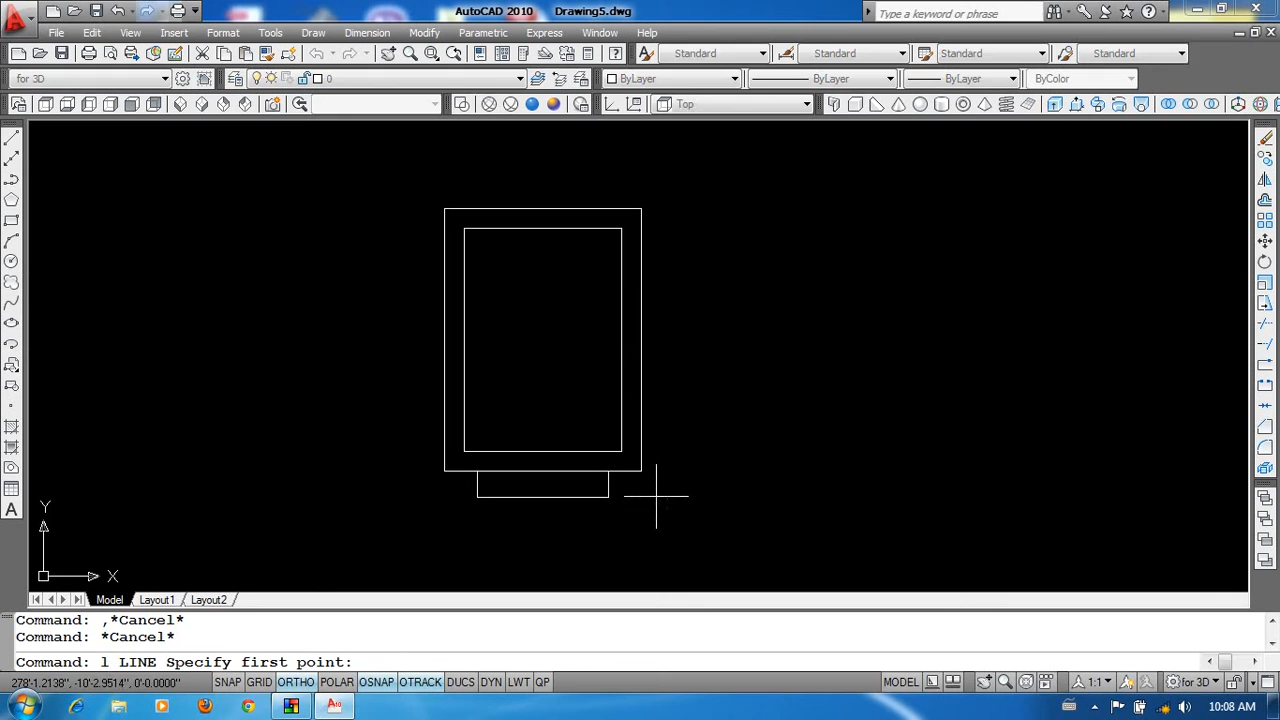 AutoCAD 2010 Drawing5.dwg Type a keyword or phrase
File Edit View Insert Format Tools Draw Dimension Modify Parametric Express Window Help
Standard Standard Standard Standard
for 3D 0 ByLayer ByLayer ByLayer ByColor
Top
Y
X
A
Model Layout1 Layout2
Command: ,*Cancel*
Command: *Cancel*
Command: l LINE Specify first point:
278'-1.2138", -10'-2.9514", 0'-0.0000" SNAP GRID ORTHO POLAR OSNAP OTRACK DUCS DYN LWT QP MODEL 1:1 for 3D
10:08 AM